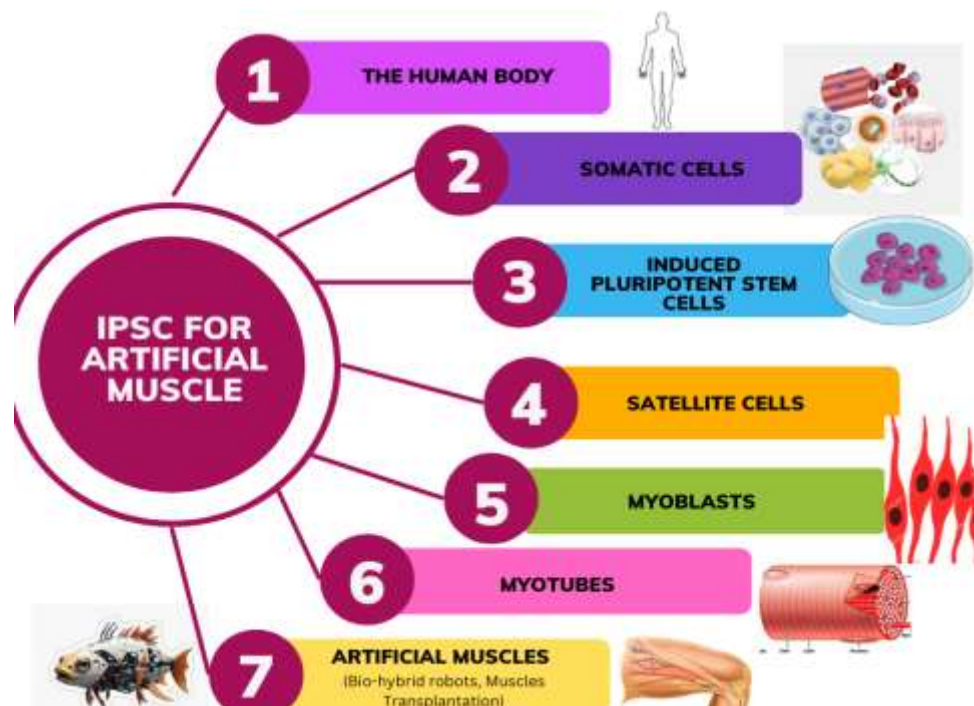 1
THE HUMAN BODY
2
SOMATIC CELLS
3
INDUCED
PLURIPOTENT STEM
CELLS
IPSC FOR
ARTIFICIAL
MUSCLE
4
SATELLITE CELLS
5
MYOBLASTS
6
MYOTUBES
7
ARTIFICIAL MUSCLES
(Bio-hybrid robots, Muscles
Transplantation)